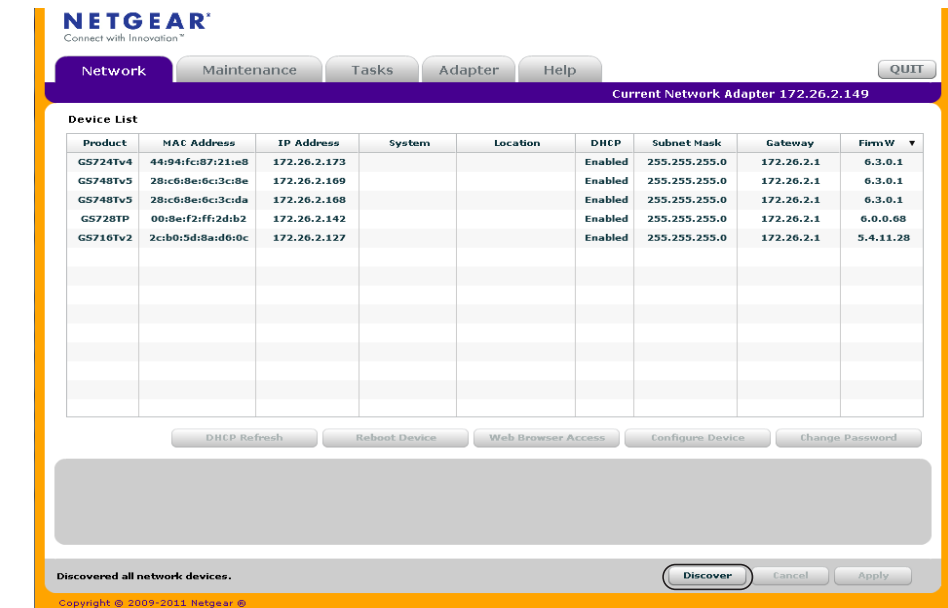 NETGEAR®
Connect with Innovation™
Network Maintenance Tasks Adapter Help QUIT
Current Network Adapter 172.26.2.149
Device List
Product MAC Address IP Address System Location DHCP Subnet Mask Gateway FirmW ▼
GS724Tv4 44:94:fc:87:21:e8 172.26.2.173 Enabled 255.255.255.0 172.26.2.1 6.3.0.1
GS748Tv5 28:c6:8e:6c:3c:8e 172.26.2.169 Enabled 255.255.255.0 172.26.2.1 6.3.0.1
GS748Tv5 28:c6:8e:6c:3c:da 172.26.2.168 Enabled 255.255.255.0 172.26.2.1 6.3.0.1
GS728TP 00:8e:f2:ff:2d:b2 172.26.2.142 Enabled 255.255.255.0 172.26.2.1 6.0.0.68
GS716Tv2 2c:b0:5d:8a:d6:0c 172.26.2.127 Enabled 255.255.255.0 172.26.2.1 5.4.11.28
DHCP Refresh Reboot Device Web Browser Access Configure Device Change Password
Discovered all network devices. Discover Cancel Apply
Copyright © 2009-2011 Netgear ®